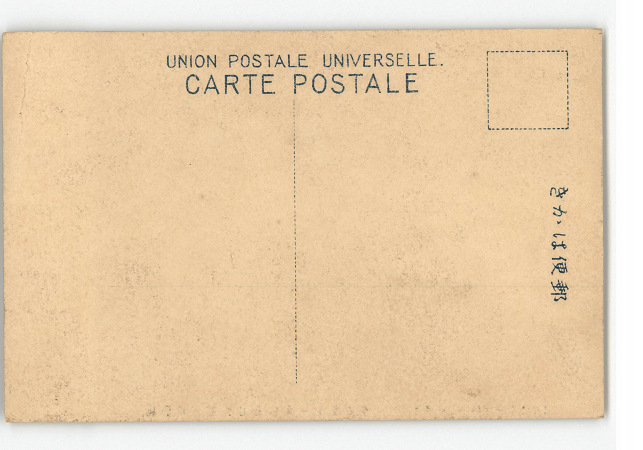 UNION POSTALE UNIVERSELLE.
CARTE POSTALE
郵便はかき